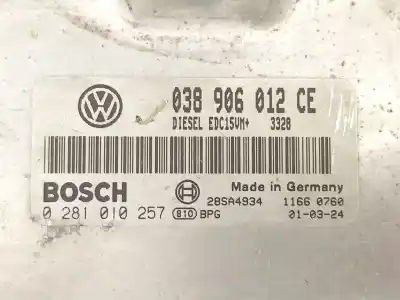 038 906 012 CE
DIESEL EDC15VM+ 3328
BOSCH
Made in Germany
28SA4934 1166 0760
0 281 010 257 810 BPG 01-03-24